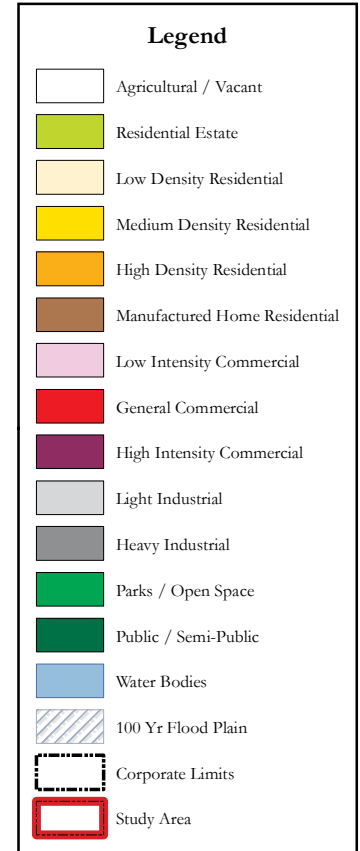 Legend
Agricultural / Vacant
Residential Estate
Low Density Residential
Medium Density Residential
High Density Residential
Manufactured Home Residential
Low Intensity Commercial
General Commercial
High Intensity Commercial
Light Industrial
Heavy Industrial
Parks / Open Space
Public / Semi-Public
Water Bodies
100 Yr Flood Plain
Corporate Limits
Study Area